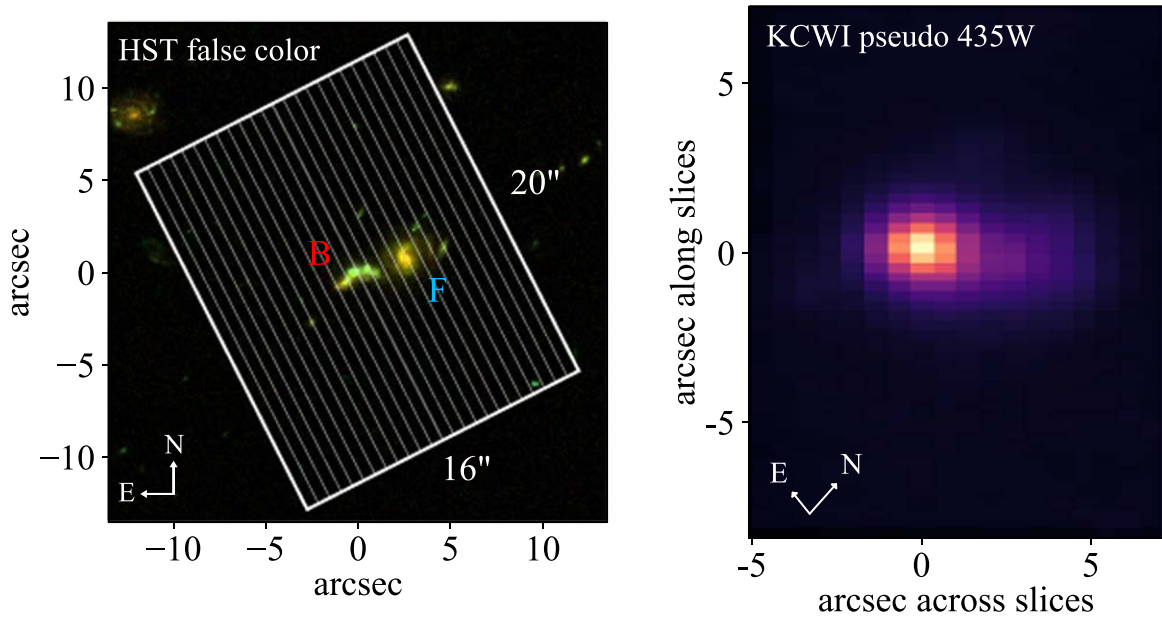 HST false color
B
F
20"
16"
N
E
10
5
0
−5
−10
arcsec
−10
−5
0
5
10
arcsec
KCWI pseudo 435W
N
E
5
0
-5
arcsec along slices
-5
0
5
arcsec across slices